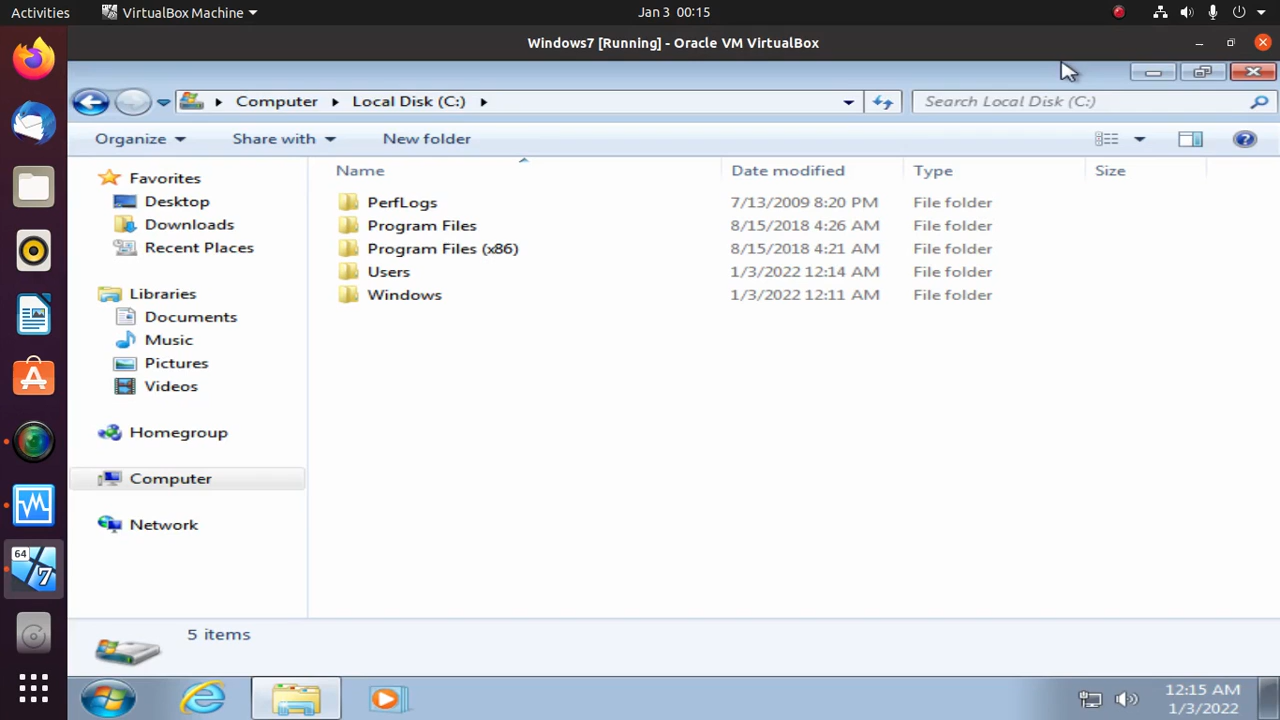 Activities VirtualBox Machine Jan 3 00:15
Windows7 [Running] - Oracle VM VirtualBox
Computer Local Disk (C:) Search Local Disk (C:)
Organize Share with New folder
Name Date modified Type Size
Favorites
Desktop
Downloads
Recent Places
Libraries
Documents
Music
Pictures
Videos
Homegroup
Computer
Network
PerfLogs 7/13/2009 8:20 PM File folder
Program Files 8/15/2018 4:26 AM File folder
Program Files (x86) 8/15/2018 4:21 AM File folder
Users 1/3/2022 12:14 AM File folder
Windows 1/3/2022 12:11 AM File folder
64
7
5 items
12:15 AM
1/3/2022